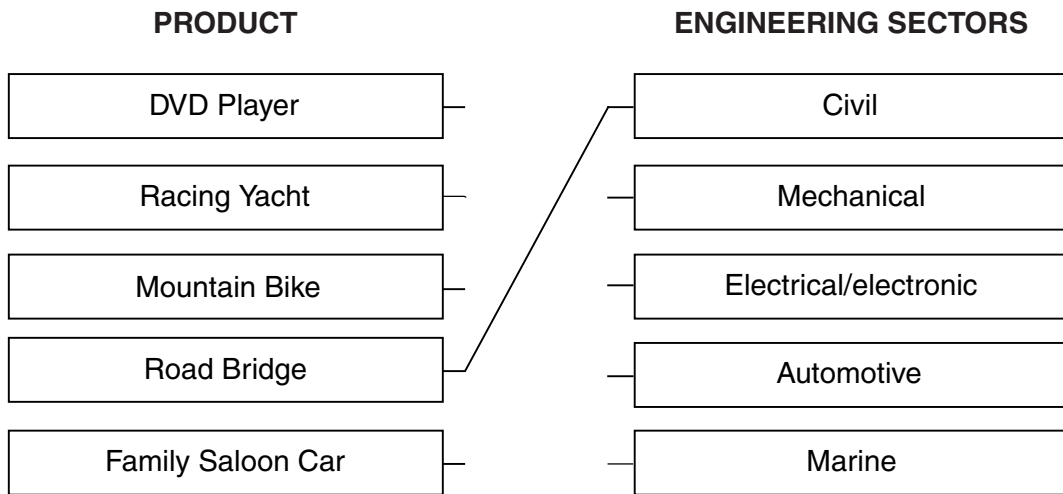 PRODUCT ENGINEERING SECTORS
DVD Player Civil
Racing Yacht Mechanical
Mountain Bike Electrical/electronic
Road Bridge Automotive
Family Saloon Car Marine